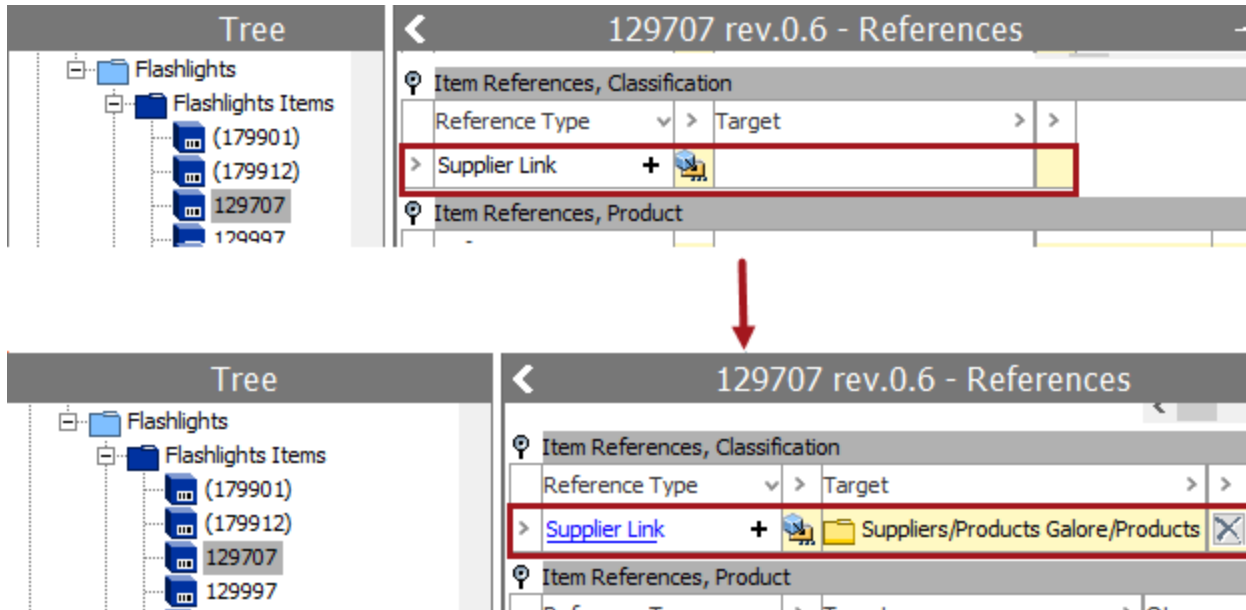 Tree
129707 rev.0.6 - References
Flashlights
Flashlights Items
(179901)
(179912)
129707
129997
Item References, Classification
Reference Type > Target > >
> Supplier Link +
Item References, Product
Tree
129707 rev.0.6 - References
Flashlights
Flashlights Items
(179901)
(179912)
129707
129997
Item References, Classification
Reference Type > Target > >
> Supplier Link + Suppliers/Products Galore/Products
Item References, Product